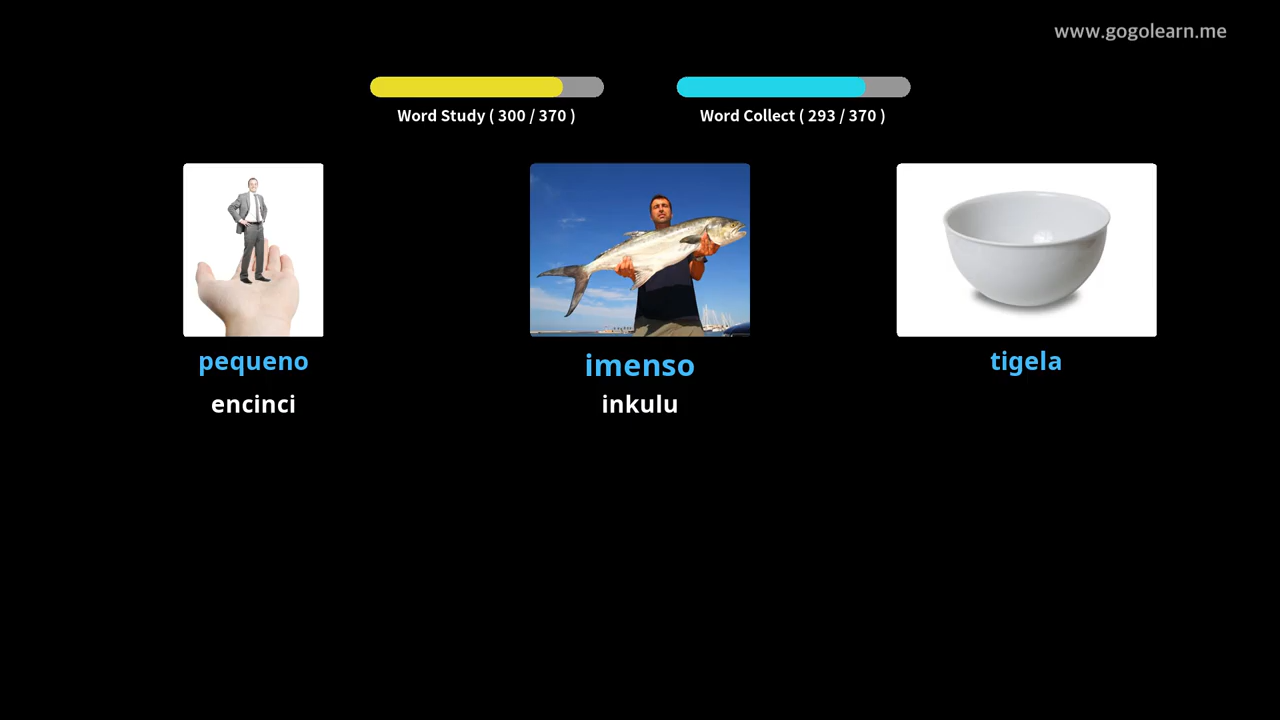 www.gogolearn.me
Word Study ( 300 / 370 )
Word Collect ( 293 / 370 )
pequeno
imenso
tigela
encinci
inkulu